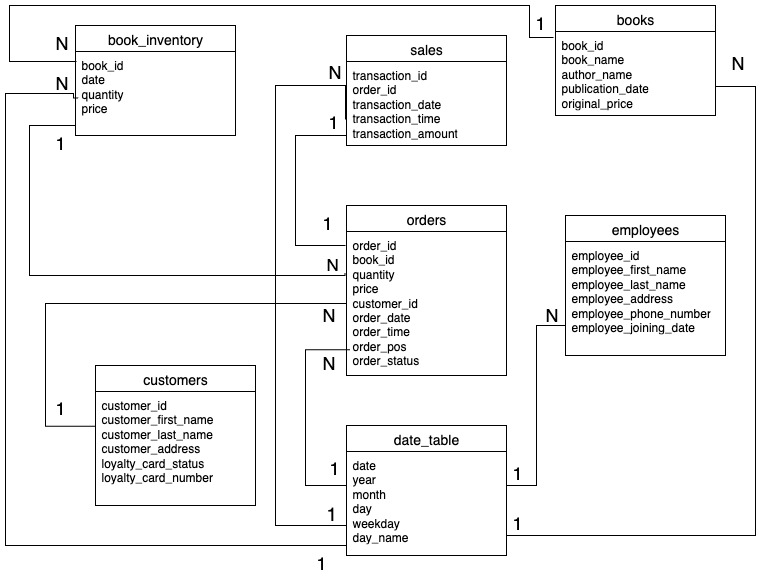 books
1
N
book_inventory
book_id
date
quantity
price
N
N
1
sales
transaction_id
order_id
transaction_date
transaction_time
transaction_amount
N
1
book_id
book_name
author_name
publication_date
original_price
N
orders
order_id
book_id
quantity
price
customer_id
order_date
order_time
order_pos
order_status
1
N
N
N
employees
employee_id
employee_first_name
employee_last_name
employee_address
employee_phone_number
employee_joining_date
N
customers
customer_id
customer_first_name
customer_last_name
customer_address
loyalty_card_status
loyalty_card_number
1
date_table
date
year
month
day
weekday
day_name
1
1
1
1
1